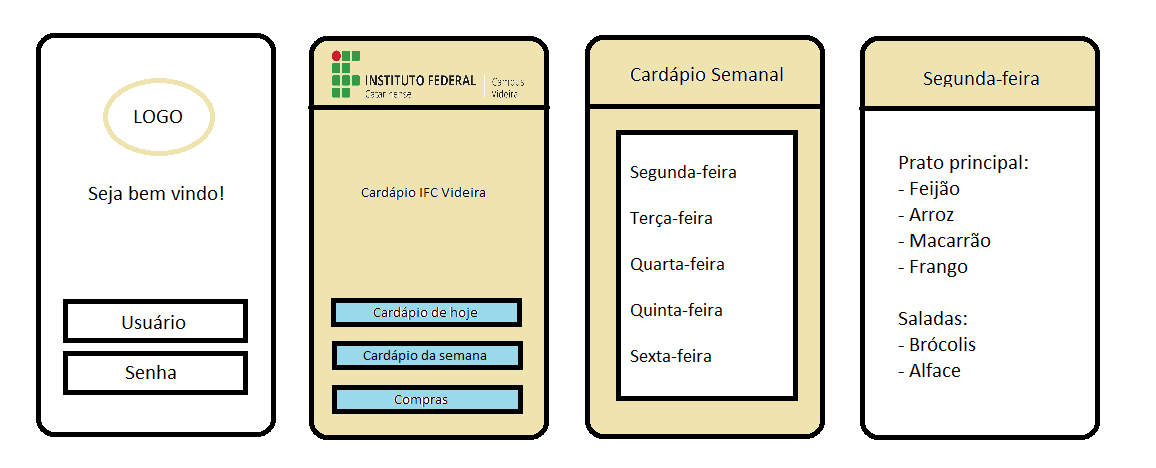 LOGO
Seja bem vindo!
Usuário
Senha
INSTITUTO FEDERAL
Catarinense
Campus
Videira
Cardápio IFC Videira
Cardápio de hoje
Cardápio da semana
Compras
Cardápio Semanal
Segunda-feira
Terça-feira
Quarta-feira
Quinta-feira
Sexta-feira
Segunda-feira
Prato principal:
- Feijão
- Arroz
- Macarrão
- Frango
Saladas:
- Brócolis
- Alface